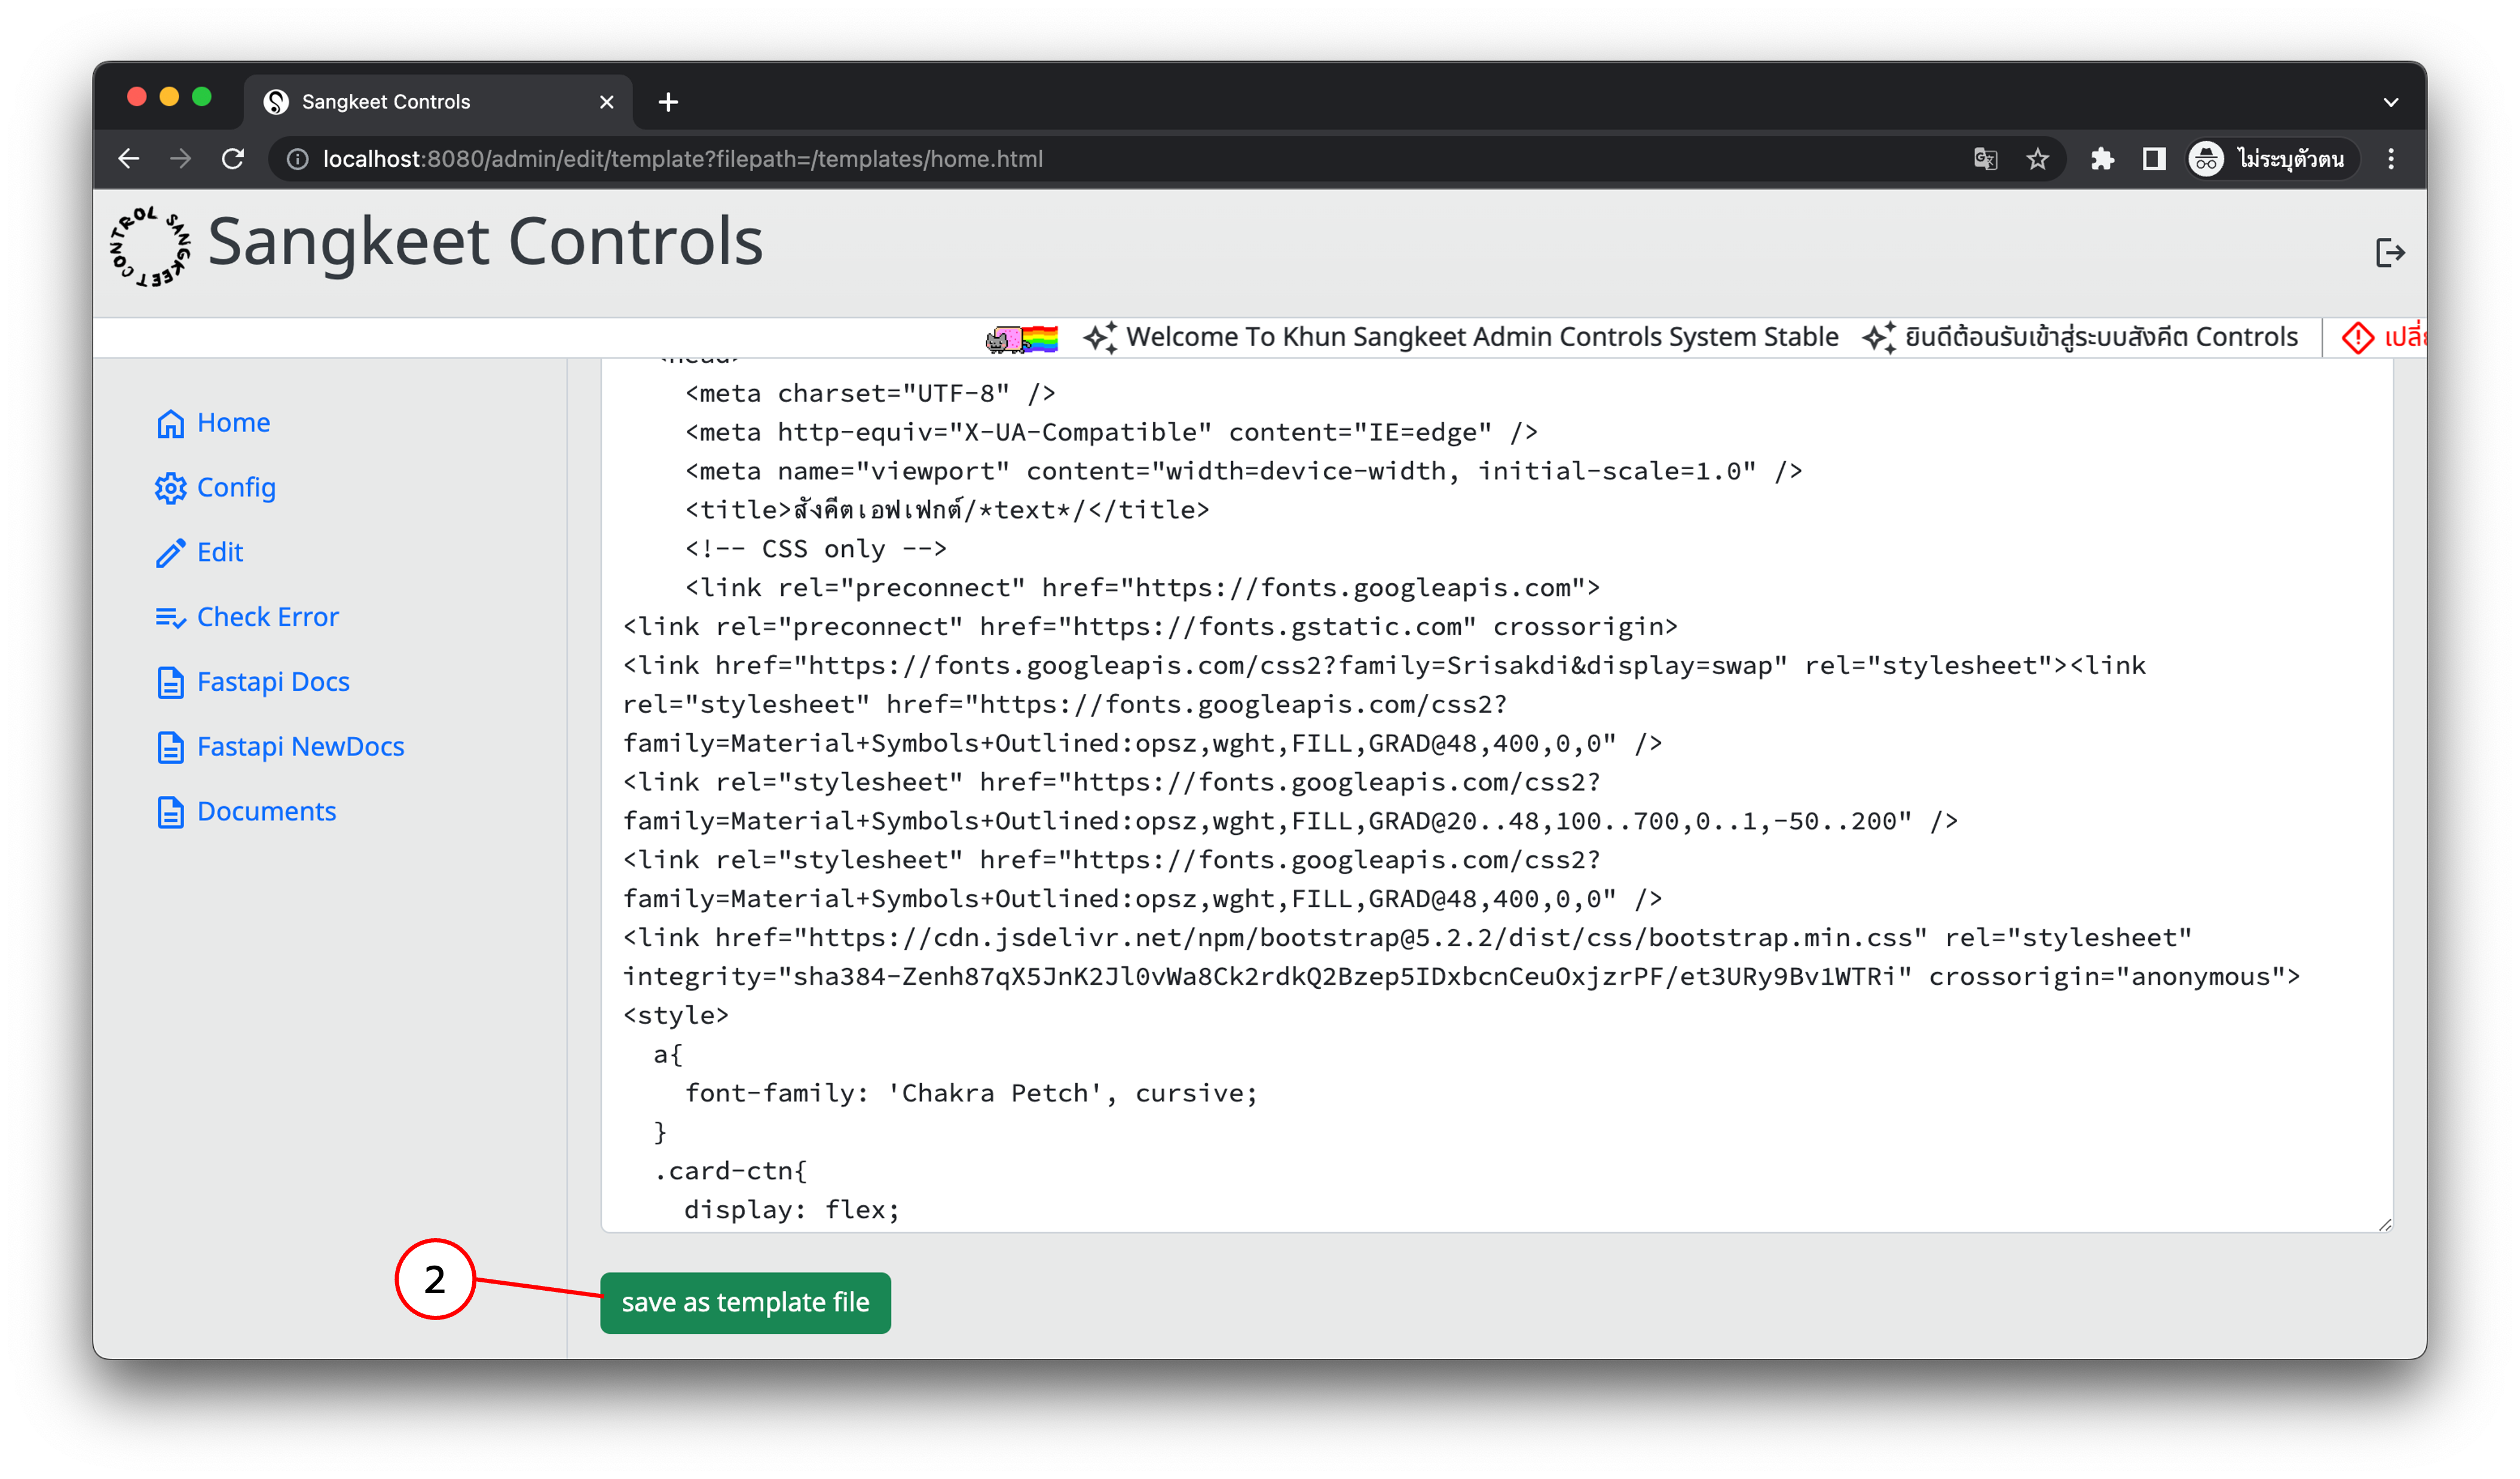 Sangkeet Controls
localhost:8080/admin/edit/template?filepath=/templates/home.html
ไม่ระบุตัวตน
SANGKEET CONTROL
Sangkeet Controls
Welcome To Khun Sangkeet Admin Controls System Stable ยินดีต้อนรับเข้าสู่ระบบสังคีต Controls
Home
Config
Edit
Check Error
Fastapi Docs
Fastapi NewDocs
Documents
<head>
<meta charset="UTF-8" />
<meta http-equiv="X-UA-Compatible" content="IE=edge" />
<meta name="viewport" content="width=device-width, initial-scale=1.0" />
<title>สังคีตเอฟเฟกต์/*text*/</title>
<!-- CSS only -->
<link rel="preconnect" href="https://fonts.googleapis.com">
<link rel="preconnect" href="https://fonts.gstatic.com" crossorigin>
<link href="https://fonts.googleapis.com/css2?family=Srisakdi&display=swap" rel="stylesheet"><link
rel="stylesheet" href="https://fonts.googleapis.com/css2?
family=Material+Symbols+Outlined:opsz,wght,FILL,GRAD@48,400,0,0" />
<link rel="stylesheet" href="https://fonts.googleapis.com/css2?
family=Material+Symbols+Outlined:opsz,wght,FILL,GRAD@20..48,100..700,0..1,-50..200" />
<link rel="stylesheet" href="https://fonts.googleapis.com/css2?
family=Material+Symbols+Outlined:opsz,wght,FILL,GRAD@48,400,0,0" />
<link href="https://cdn.jsdelivr.net/npm/bootstrap@5.2.2/dist/css/bootstrap.min.css" rel="stylesheet"
integrity="sha384-Zenh87qX5JnK2Jl0vWa8Ck2rdkQ2Bzep5IDxbcnCeuOxjzrPF/et3URy9Bv1WTRi" crossorigin="anonymous">
<style>
a{
font-family: 'Chakra Petch', cursive;
}
.card-ctn{
display: flex;
2
save as template file